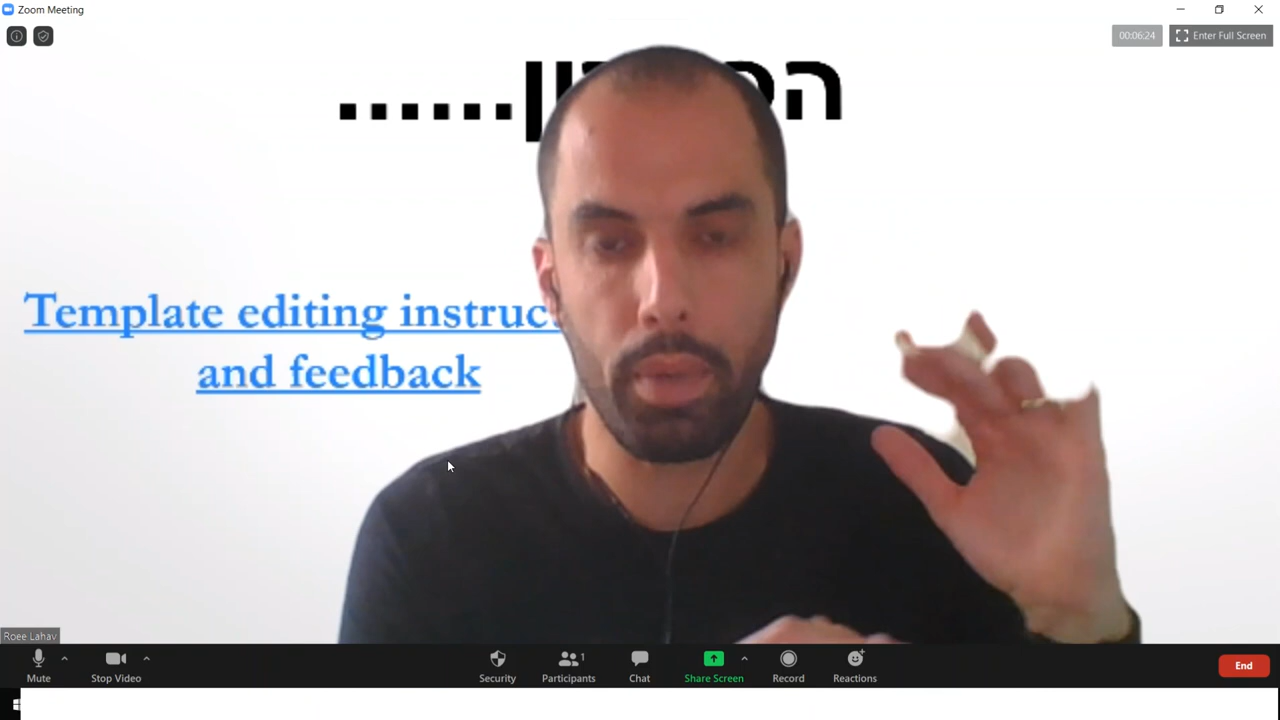 Zoom Meeting
00:06:24
Enter Full Screen
Template editing
and feedback
Roee Lahav
Mute
Stop Video
Security
Participants
1
Chat
Share Screen
Record
Reactions
End